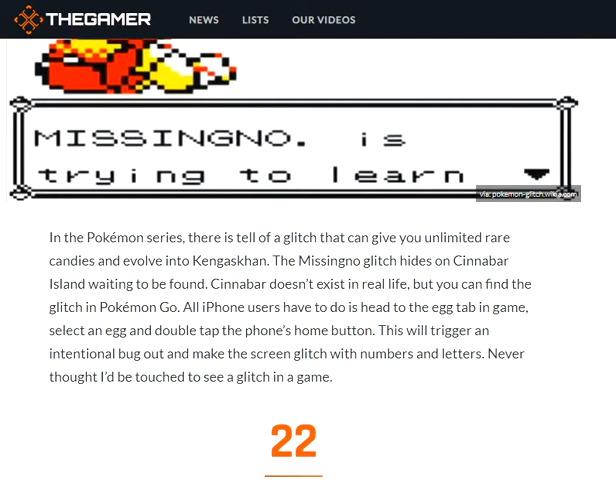 THEGAMER NEWS LISTS OUR VIDEOS
MISSINGNO. is
trying to learn
via: pokemon-glitch.wikia.com
In the Pokémon series, there is tell of a glitch that can give you unlimited rare
candies and evolve into Kengaskhan. The Missingno glitch hides on Cinnabar
Island waiting to be found. Cinnabar doesn't exist in real life, but you can find the
glitch in Pokémon Go. All iPhone users have to do is head to the egg tab in game,
select an egg and double tap the phone's home button. This will trigger an
intentional bug out and make the screen glitch with numbers and letters. Never
thought I'd be touched to see a glitch in a game.
22